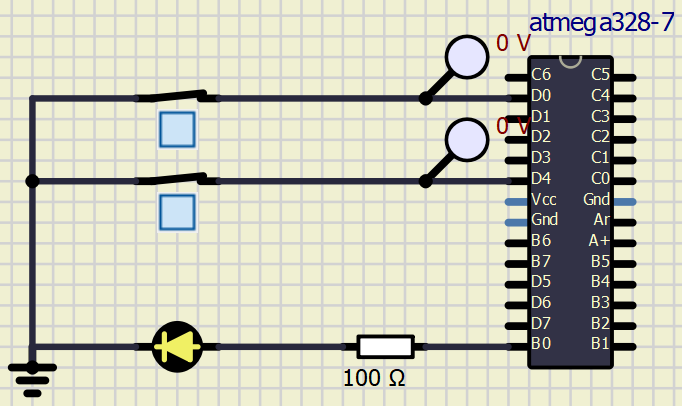 atmega328-7
0 V
C6 C5
D0 C4
0 V
D1 C3
D2 C2
D3 C1
D4 C0
Vcc Gnd
Gnd Ar
B6 A+
B7 B5
D5 B4
D6 B3
D7 B2
B0 B1
100 Ω